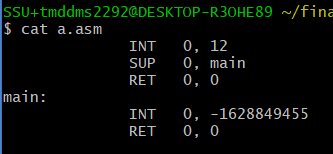 SSU+tmddms2292@DESKTOP-R3OHE89 ~/fina
$ cat a.asm
INT 0, 12
SUP 0, main
RET 0, 0
main:
INT 0, -1628849455
RET 0, 0